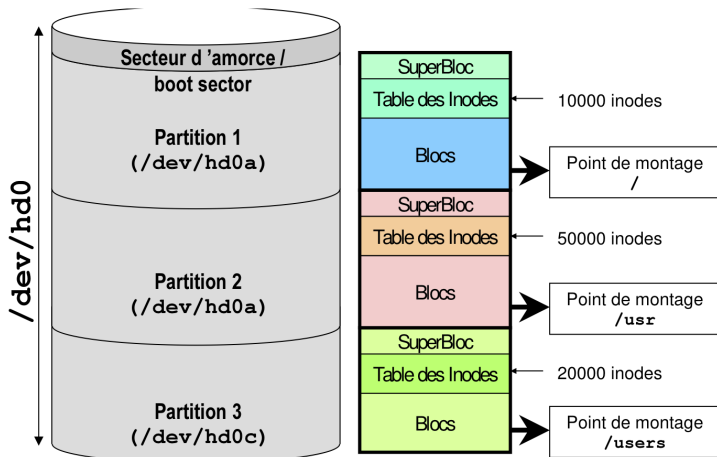 /dev/hd0
Secteur d ’amorce /
boot sector
Partition 1
(/dev/hd0a)
Partition 2
(/dev/hd0a)
Partition 3
(/dev/hd0c)
SuperBloc
Table des Inodes
10000 inodes
Blocs
Point de montage
/
SuperBloc
Table des Inodes
50000 inodes
Blocs
Point de montage
/usr
SuperBloc
Table des Inodes
20000 inodes
Blocs
Point de montage
/users